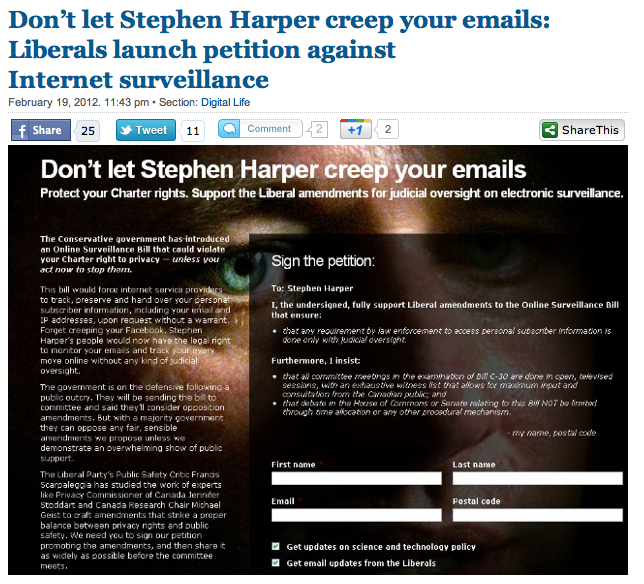 Don't let Stephen Harper creep your emails:
Liberals launch petition against
Internet surveillance
February 19, 2012. 11:43 pm • Section: Digital Life
Share 25
Tweet 11
Comment 2
+1 2
ShareThis
Don't let Stephen Harper creep your emails
Protect your Charter rights. Support the Liberal amendments for judicial oversight on electronic surveillance.
The Conservative government has introduced
an Online Surveillance Bill that could violate
your Charter right to privacy — unless you
act now to stop them.
This bill would force internet service providers
to track, preserve and hand over your personal
subscriber information, including your email and
IP addresses, upon request without a warrant.
Forget creeping your Facebook. Stephen
Harper's people would now have the legal right
to monitor your emails and track your every
move online without any kind of judicial
oversight.
The government is on the defensive following a
public outcry. They will be sending the bill to
committee and said they'll consider opposition
amendments. But with a majority government
they can oppose any fair, sensible
amendments we propose unless we
demonstrate an overwhelming show of public
support.
The Liberal Party's Public Safety Critic Francis
Scarpaleggia has studied the work of experts
like Privacy Commissioner of Canada Jennifer
Stoddart and Canada Research Chair Michael
Geist to craft amendments that strike a proper
balance between privacy rights and public
safety. We need you to sign our petition
promoting the amendments, and then share it
as widely as possible before the committee
meets.
Sign the petition:
To: Stephen Harper
I, the undersigned, fully support Liberal amendments to the Online Surveillance Bill
that ensure:
• that any requirement by law enforcement to access personal subscriber information is
done only with judicial oversight.
Furthermore, I insist:
• that all committee meetings in the examination of Bill C-30 are done in open, televised
sessions, with an exhaustive witness list that allows for maximum input and
consultation from the Canadian public; and
• that debate in the House of Commons or Senate relating to this Bill NOT be limited
through time allocation or any other procedural mechanism.
- my name, postal code
First name * Last name *
Email * Postal code
Get updates on science and technology policy
Get email updates from the Liberals